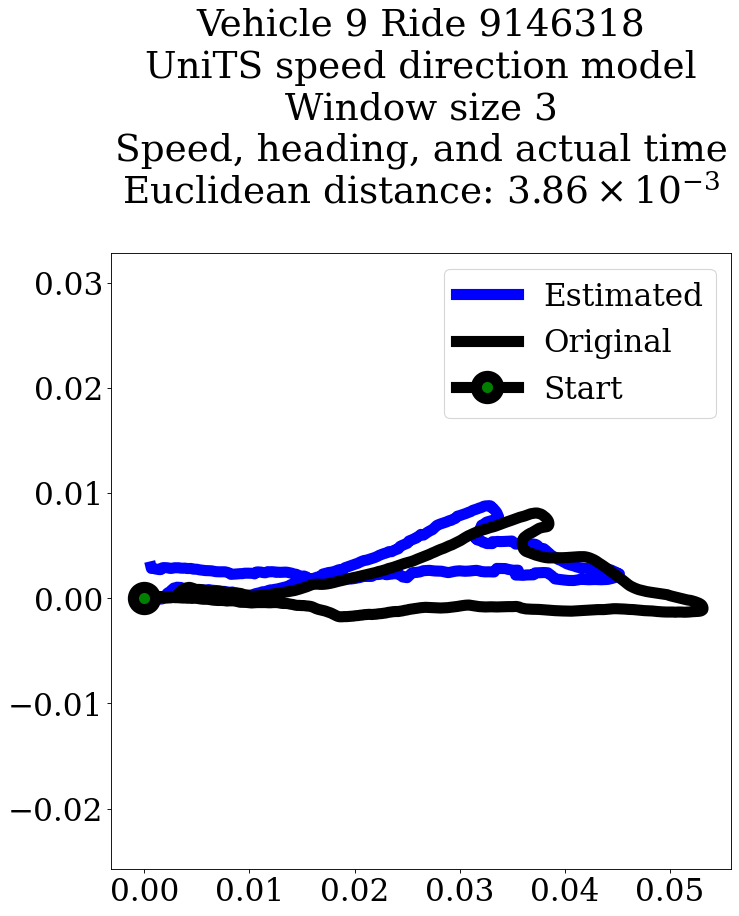 Vehicle 9 Ride 9146318
UniTS speed direction model
Window size 3
Speed, heading, and actual time
Euclidean distance: 3.86 × 10⁻³
Estimated
Original
Start
0.03
0.02
0.01
0.00
−0.01
−0.02
0.00 0.01 0.02 0.03 0.04 0.05